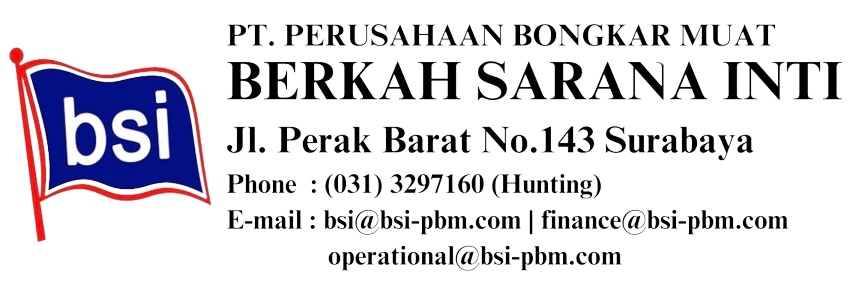 bsi
PT. PERUSAHAAN BONGKAR MUAT
BERKAH SARANA INTI
Jl. Perak Barat No.143 Surabaya
Phone : (031) 3297160 (Hunting)
E-mail : bsi@bsi-pbm.com | finance@bsi-pbm.com
operational@bsi-pbm.com